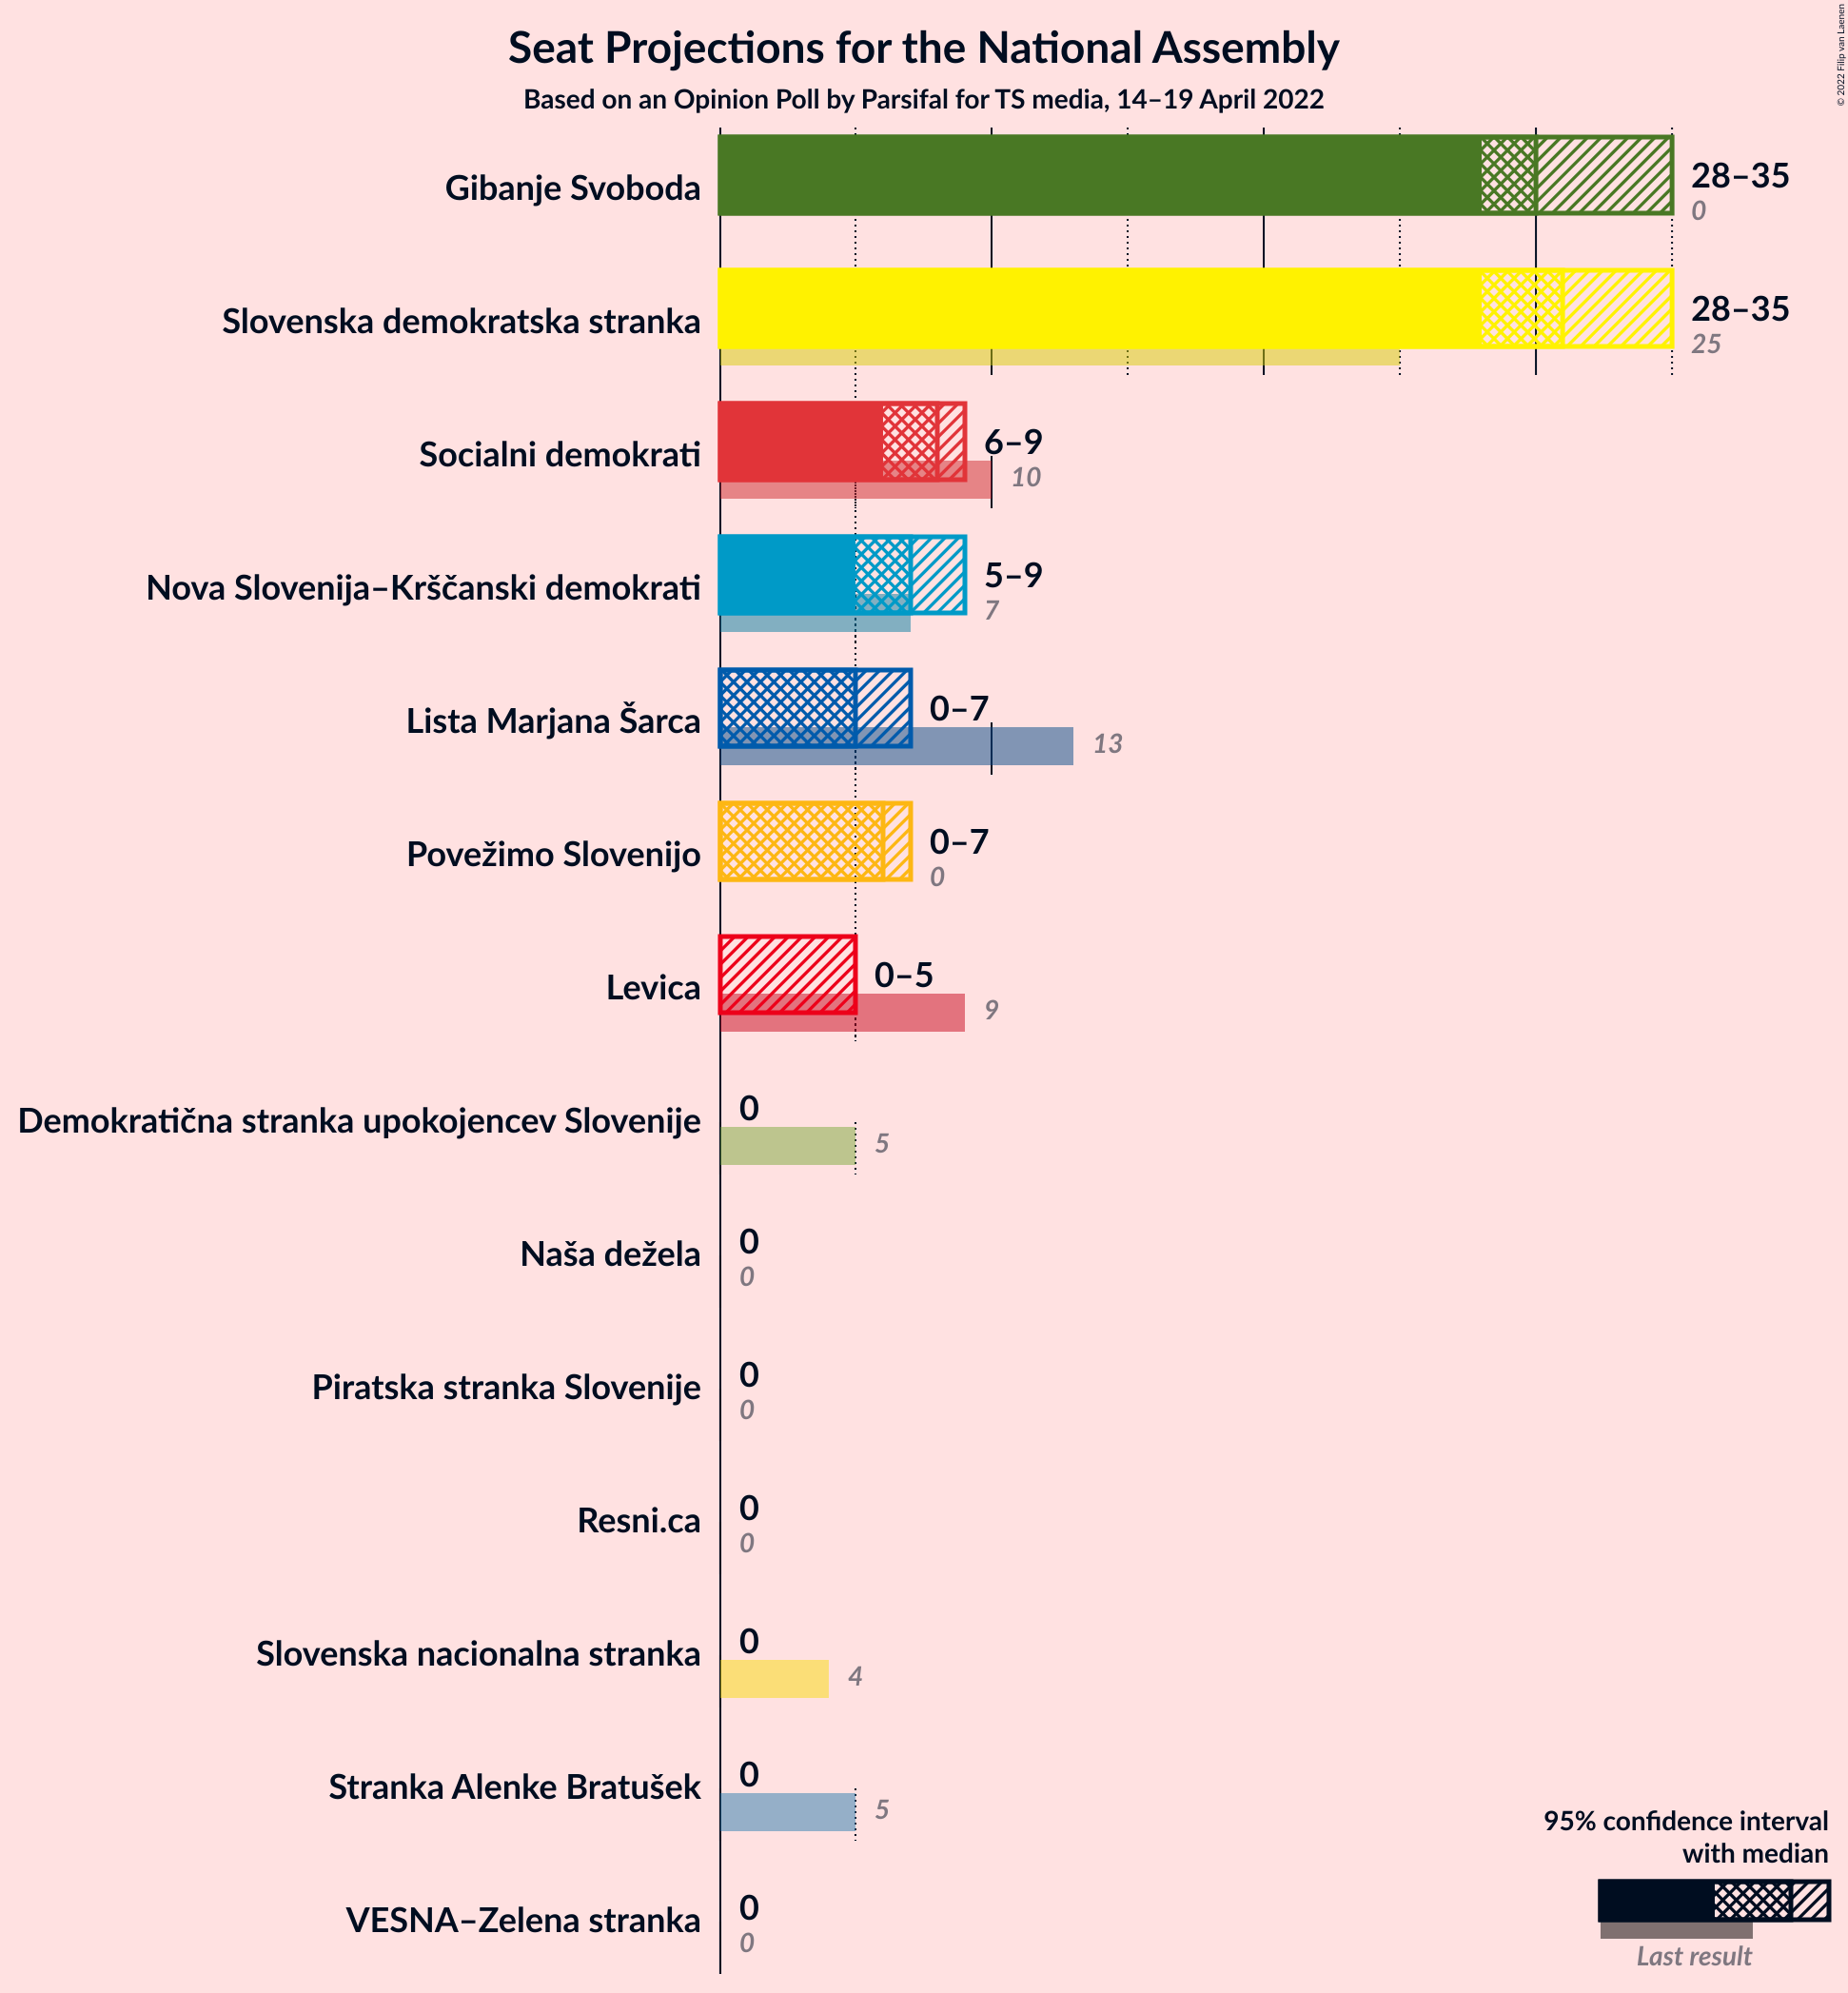 Seat Projections for the National Assembly
Based on an Opinion Poll by Parsifal for TS media, 14–19 April 2022
© 2022 Filip van Laenen
Gibanje Svoboda
28–35
0
Slovenska demokratska stranka
28–35
25
Socialni demokrati
6–9
10
Nova Slovenija–Krščanski demokrati
5–9
7
Lista Marjana Šarca
0–7
13
Povežimo Slovenijo
0–7
0
Levica
0–5
9
Demokratična stranka upokojencev Slovenije
0
5
Naša dežela
0
0
Piratska stranka Slovenije
0
0
Resni.ca
0
0
Slovenska nacionalna stranka
0
4
Stranka Alenke Bratušek
0
5
VESNA–Zelena stranka
0
0
95% confidence interval
with median
Last result